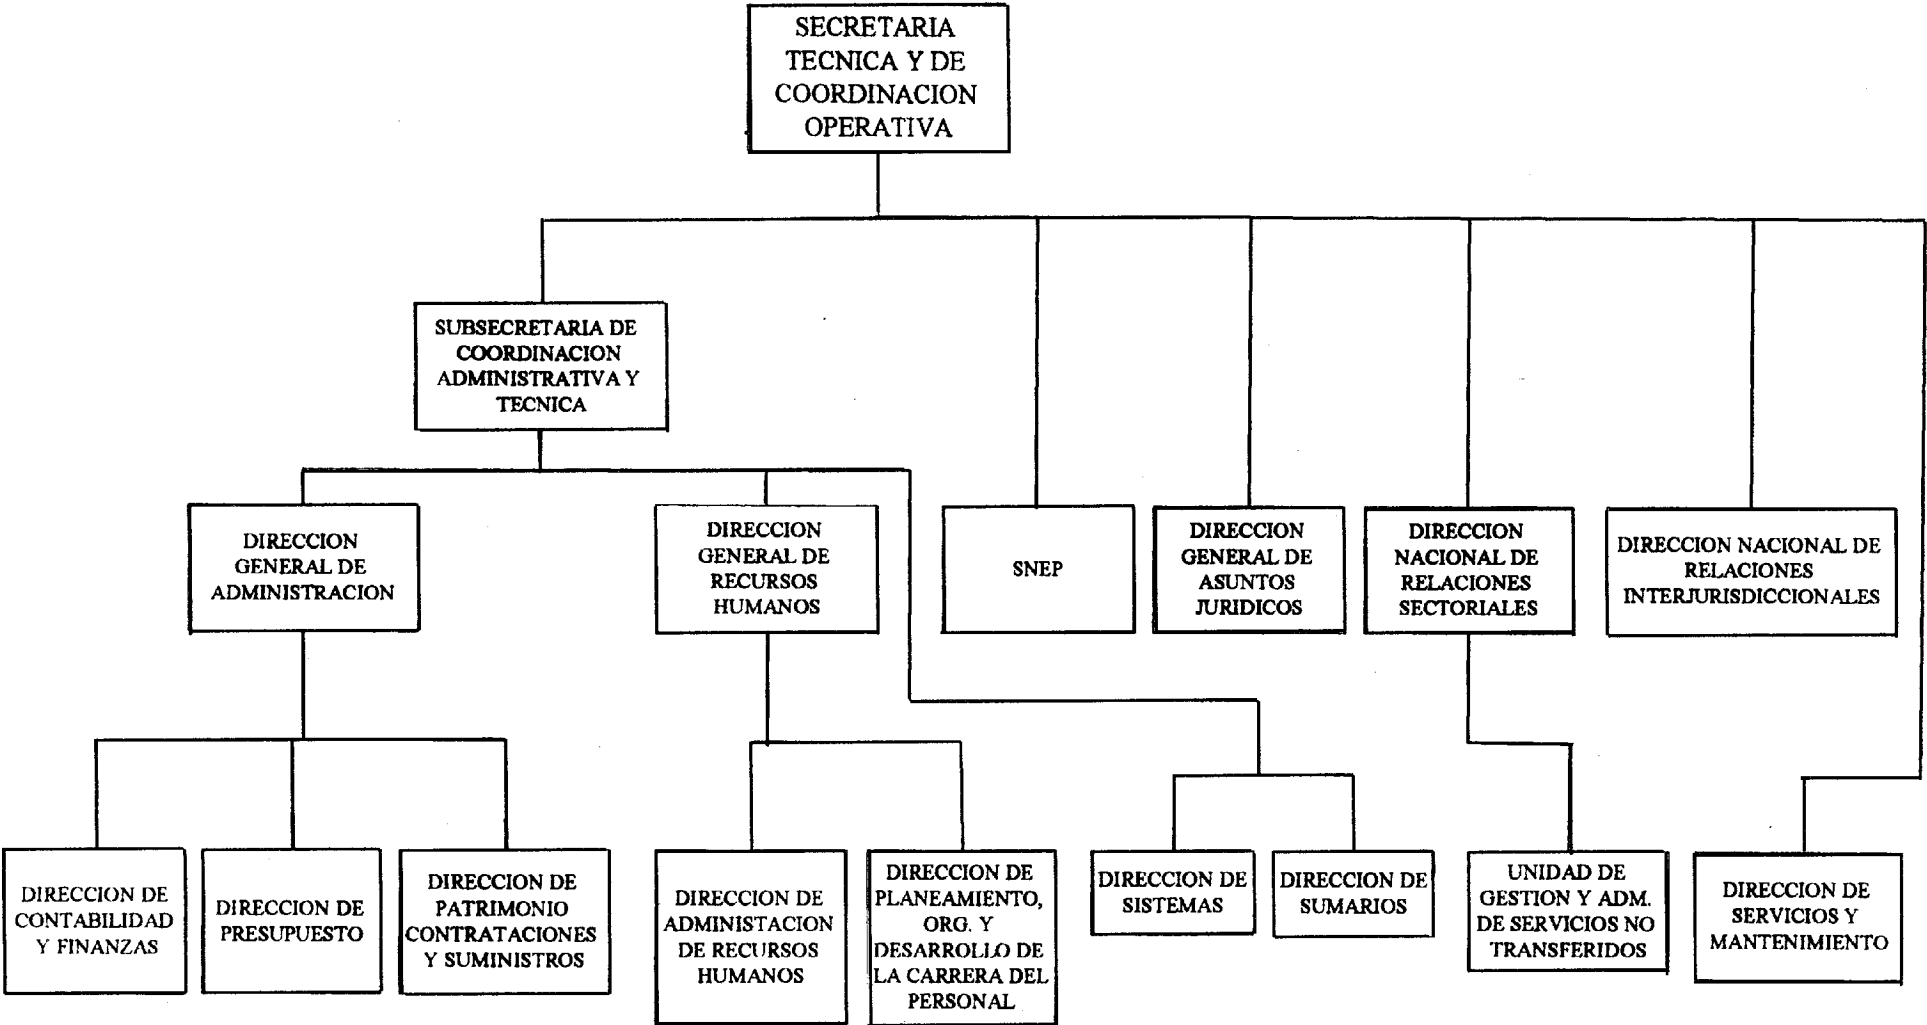 SECRETARIA
TECNICA Y DE
COORDINACION
OPERATIVA
SUBSECRETARIA DE
COORDINACION
ADMINISTRATIVA Y
TECNICA
DIRECCION
GENERAL DE
ADMINISTRACION
DIRECCION
GENERAL DE
RECURSOS
HUMANOS
SNEP
DIRECCION
GENERAL DE
ASUNTOS
JURIDICOS
DIRECCION
NACIONAL DE
RELACIONES
SECTORIALES
DIRECCION NACIONAL DE
RELACIONES
INTERJURISDICCIONALES
DIRECCION DE
CONTABILIDAD
Y FINANZAS
DIRECCION DE
PRESUPUESTO
DIRECCION DE
PATRIMONIO
CONTRATACIONES
Y SUMINISTROS
DIRECCION DE
ADMINISTACION
DE RECURSOS
HUMANOS
DIRECCION DE
PLANEAMIENTO,
ORG. Y
DESARROLLO DE
LA CARRERA DEL
PERSONAL
DIRECCION DE
SISTEMAS
DIRECCION DE
SUMARIOS
UNIDAD DE
GESTION Y ADM.
DE SERVICIOS NO
TRANSFERIDOS
DIRECCION DE
SERVICIOS Y
MANTENIMIENTO